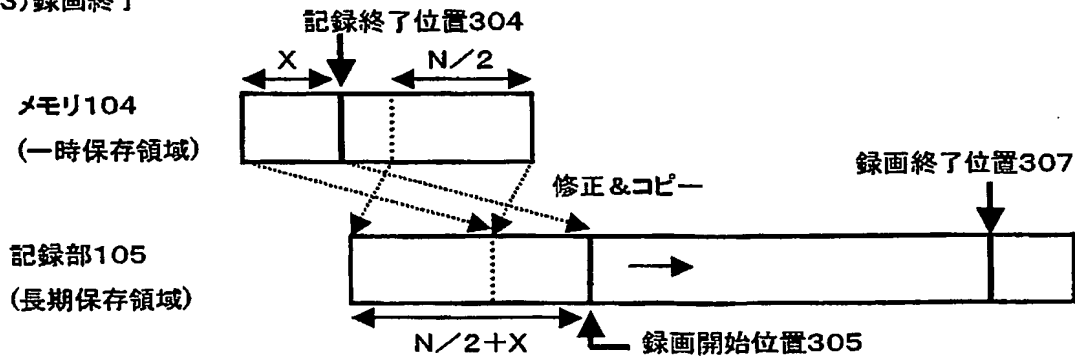 3)録画終了
記録終了位置304
X
N/2
メモリ104
(一時保存領域)
修正&コピー
録画終了位置307
記録部105
(長期保存領域)
N/2+X
録画開始位置305